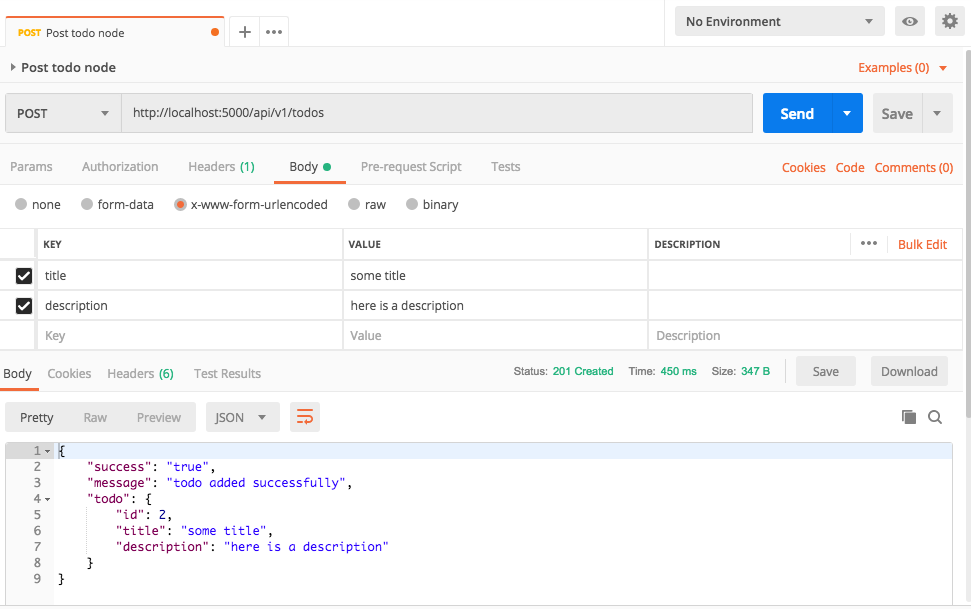 POST Post todo node
No Environment
Post todo node
Examples (0)
POST
http://localhost:5000/api/v1/todos
Send
Save
Params Authorization Headers (1) Body Pre-request Script Tests
Cookies Code Comments (0)
none form-data x-www-form-urlencoded raw binary
KEY VALUE DESCRIPTION Bulk Edit
title some title
description here is a description
Key Value Description
Body Cookies Headers (6) Test Results
Status: 201 Created Time: 450 ms Size: 347 B
Save Download
Pretty Raw Preview JSON
1 {
2 "success": "true",
3 "message": "todo added successfully",
4 "todo": {
5 "id": 2,
6 "title": "some title",
7 "description": "here is a description"
8 }
9 }